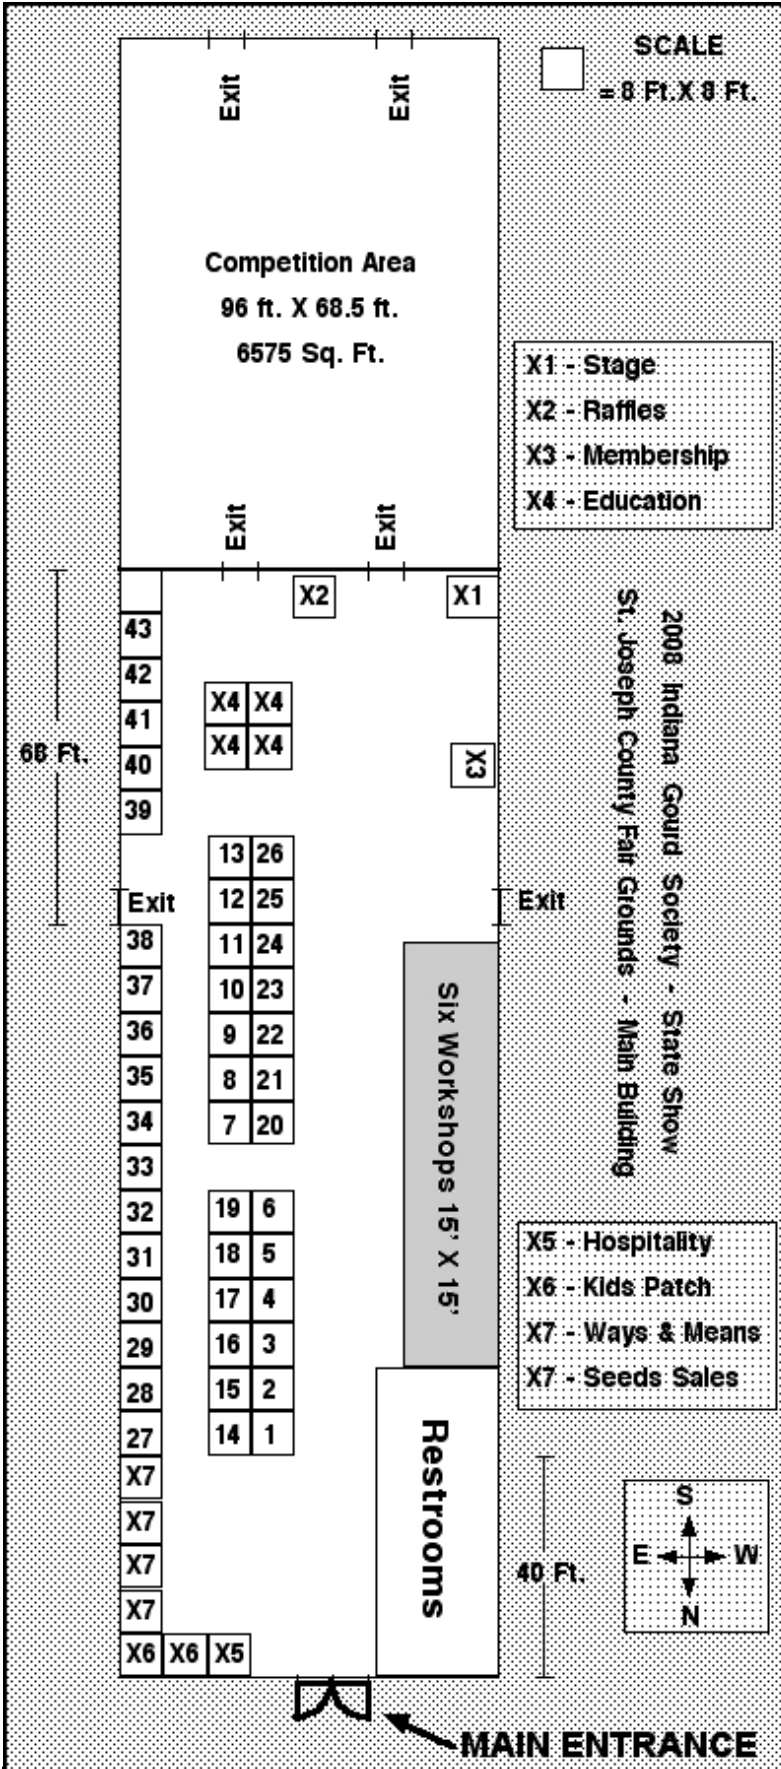 SCALE
= 8 Ft.X 8 Ft.
Exit
Exit
Competition Area
96 ft. X 68.5 ft.
6575 Sq. Ft.
X1 - Stage
X2 - Raffles
X3 - Membership
X4 - Education
Exit
Exit
X2
X1
43
42
41
40
39
X4 X4
X4 X4
X3
68 Ft.
2008 Indiana Gourd Society - State Show
St. Joseph County Fair Grounds - Main Building
13 26
12 25
11 24
10 23
9 22
8 21
7 20
Exit
Exit
38
37
36
35
34
33
32
31
30
29
28
27
19 6
18 5
17 4
16 3
15 2
14 1
Six Workshops 15' X 15'
X5 - Hospitality
X6 - Kids Patch
X7 - Ways & Means
X7 - Seeds Sales
Restrooms
X7
X7
X7
X7
X6 X6 X5
40 Ft.
S
E W
N
MAIN ENTRANCE